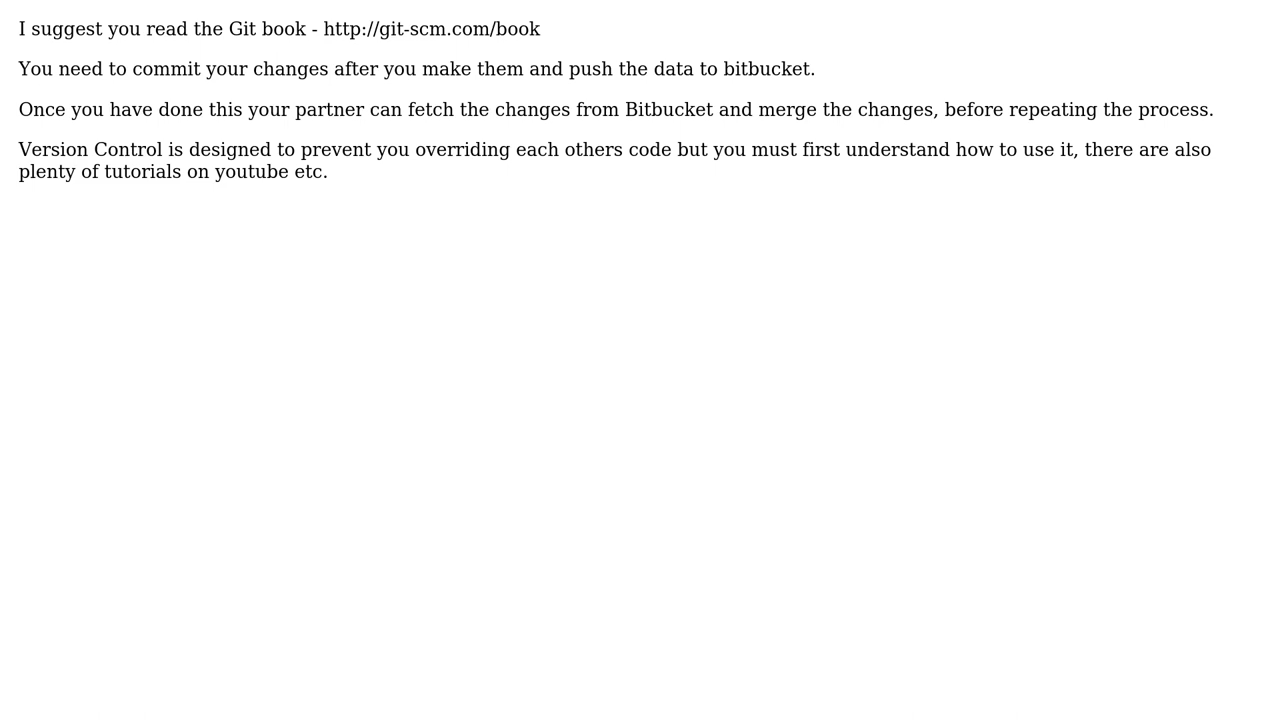 I suggest you read the Git book - http://git-scm.com/book
You need to commit your changes after you make them and push the data to bitbucket.
Once you have done this your partner can fetch the changes from Bitbucket and merge the changes, before repeating the process.
Version Control is designed to prevent you overriding each others code but you must first understand how to use it, there are also
plenty of tutorials on youtube etc.